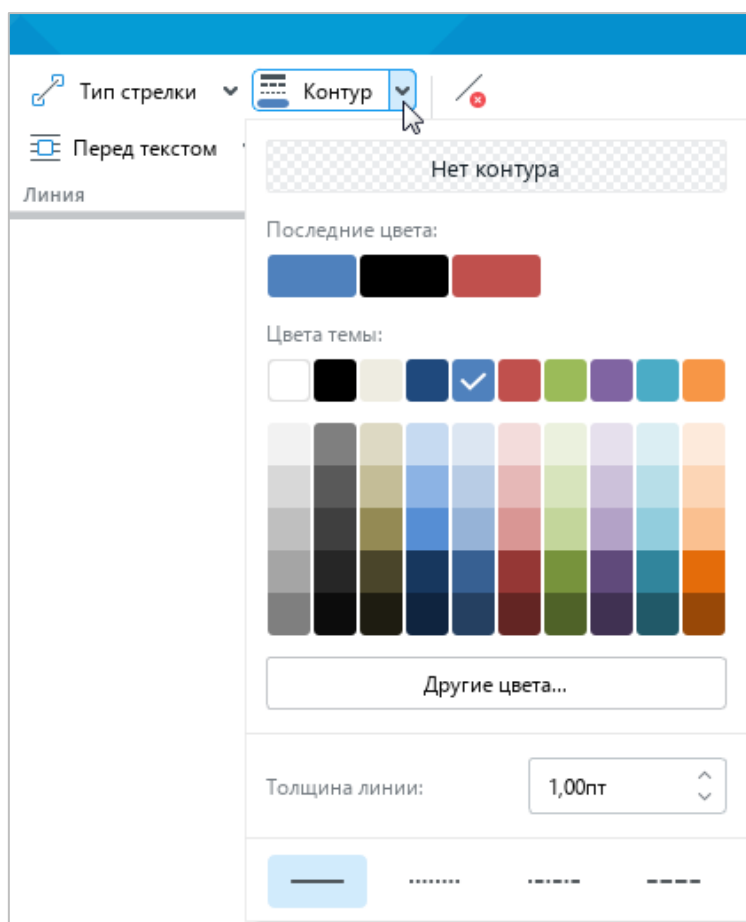 Тип стрелки
Контур
Перед текстом
Линия
Нет контура
Последние цвета:
Цвета темы:
Другие цвета...
Толщина линии:
1,00пт